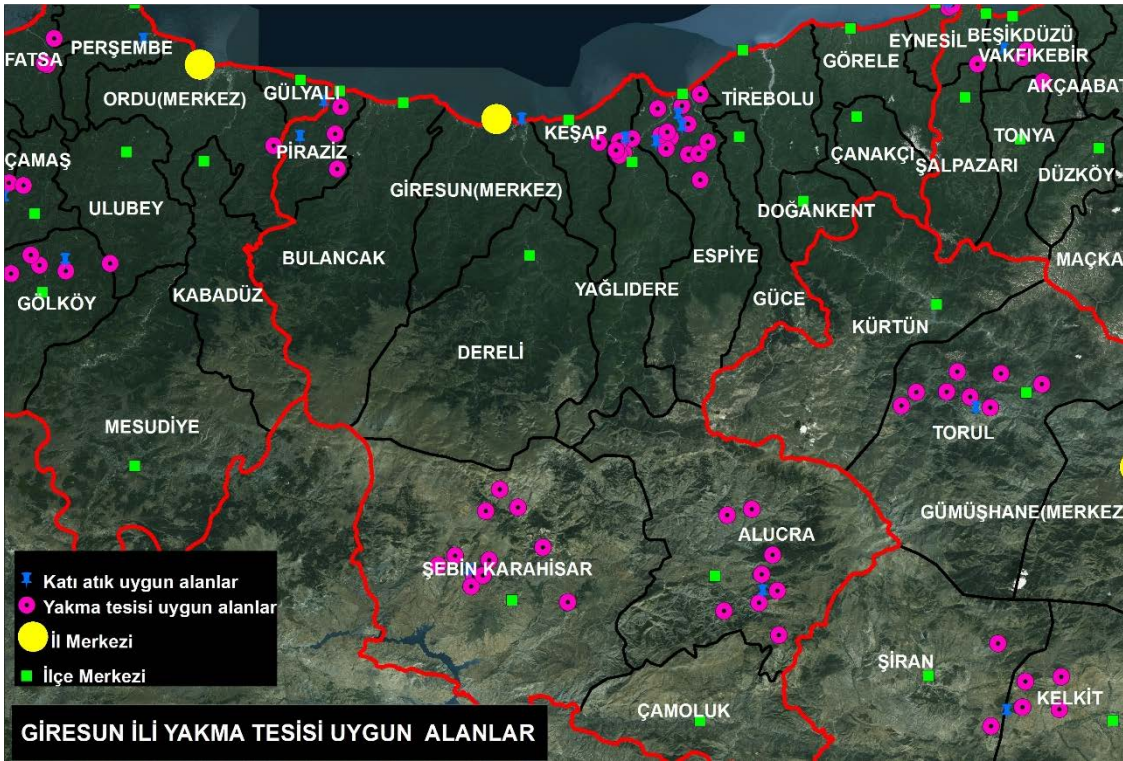 PERŞEMBE
FATSA
ORDU(MERKEZ)
GÜLYALI
PİRAZİZ
ÇAMAŞ
ULUBEY
GÖLKÖY
KABADÜZ
BULANCAK
MESUDİYE
GİRESUN(MERKEZ)
KEŞAP
DERELİ
YAĞLIDERE
ESPİYE
GÜCE
TİREBOLU
DOĞANKENT
GÖRELE
ÇANAKÇI
EYNESİL
BEŞİKDÜZÜ
VAKFIKEBİR
AKÇAABAT
TONYA
ŞALPAZARI
DÜZKÖY
MAÇKA
KÜRTÜN
TORUL
GÜMÜŞHANE(MERKEZ
ŞEBİN KARAHİSAR
ALUCRA
ÇAMOLUK
ŞİRAN
KELKİT
Katı atık uygun alanlar
Yakma tesisi uygun alanlar
İl Merkezi
İlçe Merkezi
GİRESUN İLİ YAKMA TESİSİ UYGUN ALANLAR